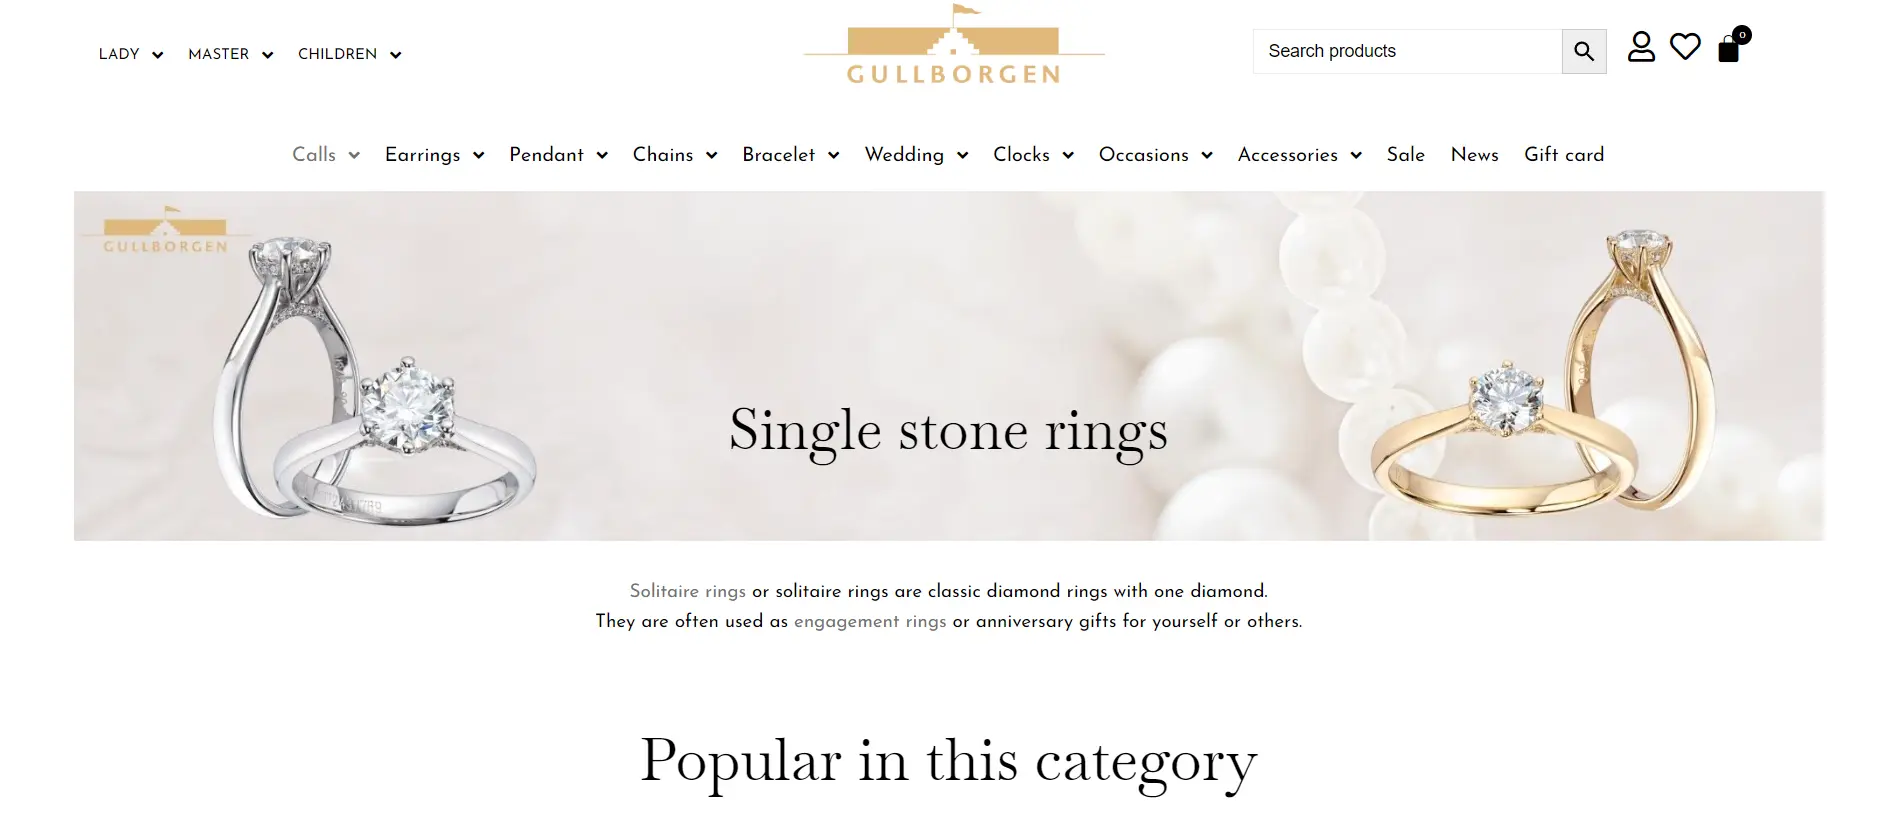 LADY MASTER CHILDREN
GULLBORGEN
Search products
0
Calls Earrings Pendant Chains Bracelet Wedding Clocks Occasions Accessories Sale News Gift card
GULLBORGEN
Single stone rings
Solitaire rings or solitaire rings are classic diamond rings with one diamond.
They are often used as engagement rings or anniversary gifts for yourself or others.
Popular in this category